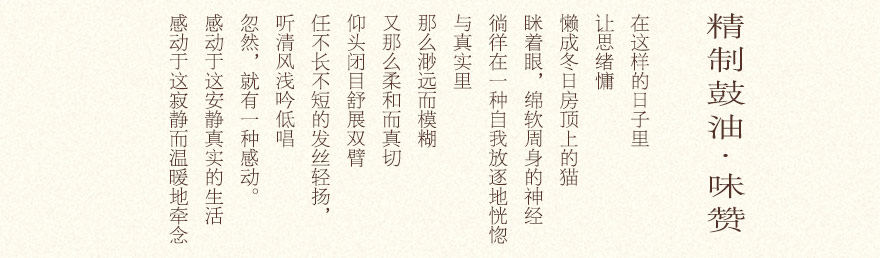 精制鼓油·味赞
在这样的日子里
让思绪慵
懒成冬日房顶上的猫
眯着眼，绵软周身的神经
徜徉在一种自我放逐地恍惚
与真实里
那么渺远而模糊
又那么柔和而真切
仰头闭目舒展双臂
任不长不短的发丝轻扬，
听清风浅吟低唱
忽然，就有一种感动。
感动于这安静真实的生活
感动于这寂静而温暖地牵念